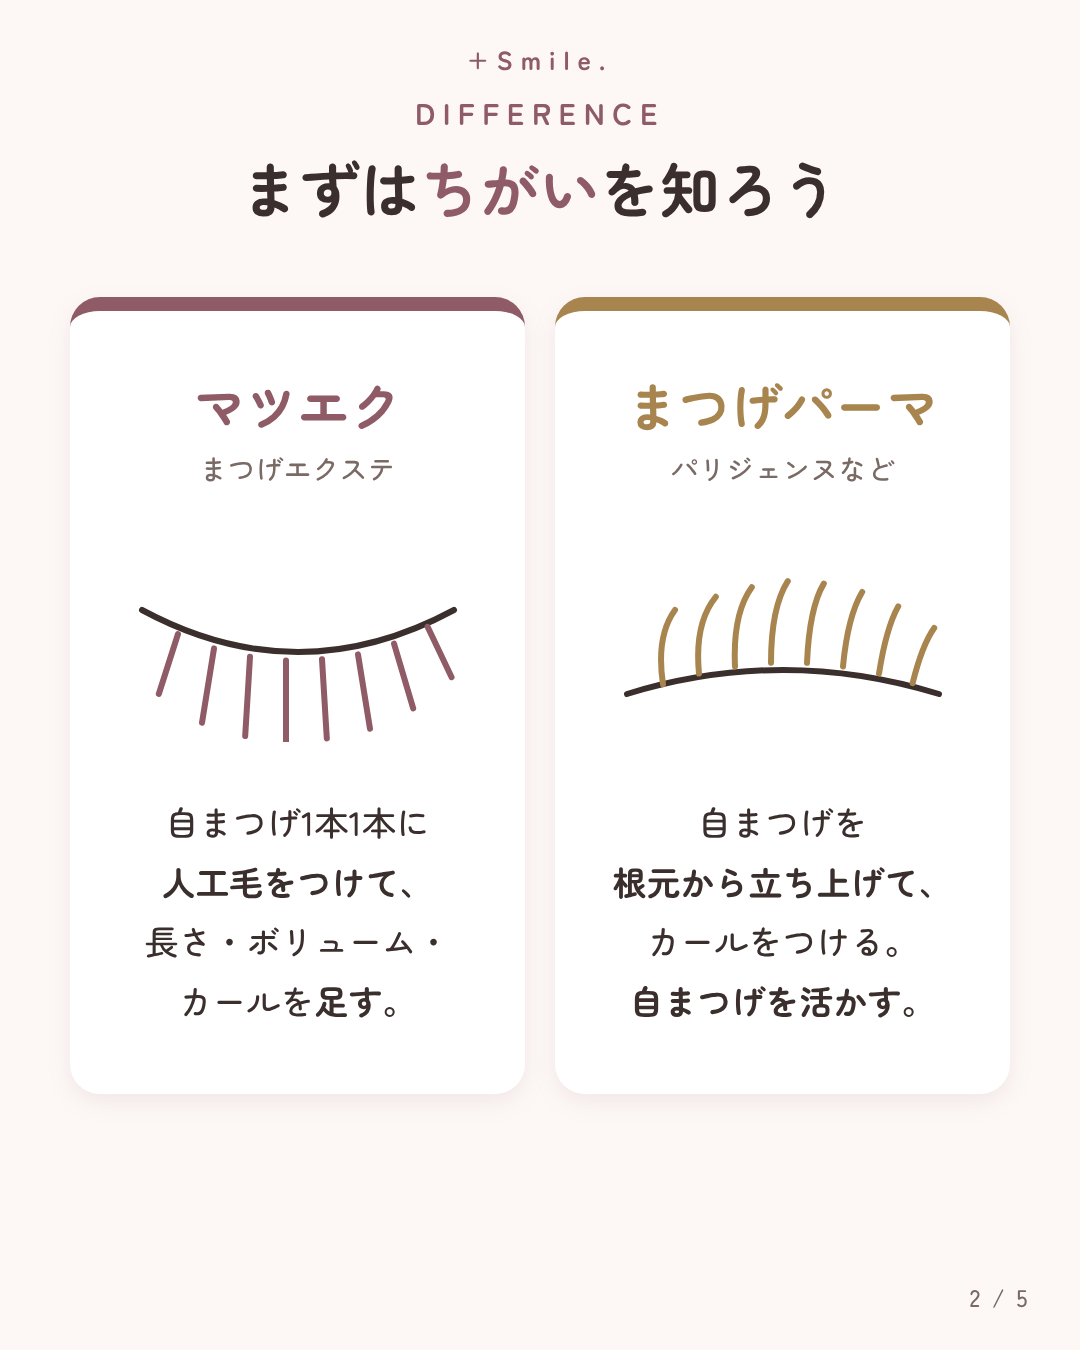 +Smile.
DIFFERENCE
まずはちがいを知ろう
マツエク
まつげエクステ
自まつげ1本1本に
人工毛をつけて、
長さ・ボリューム・
カールを足す。
まつげパーマ
パリジェンヌなど
自まつげを
根元から立ち上げて、
カールをつける。
自まつげを活かす。
2 / 5